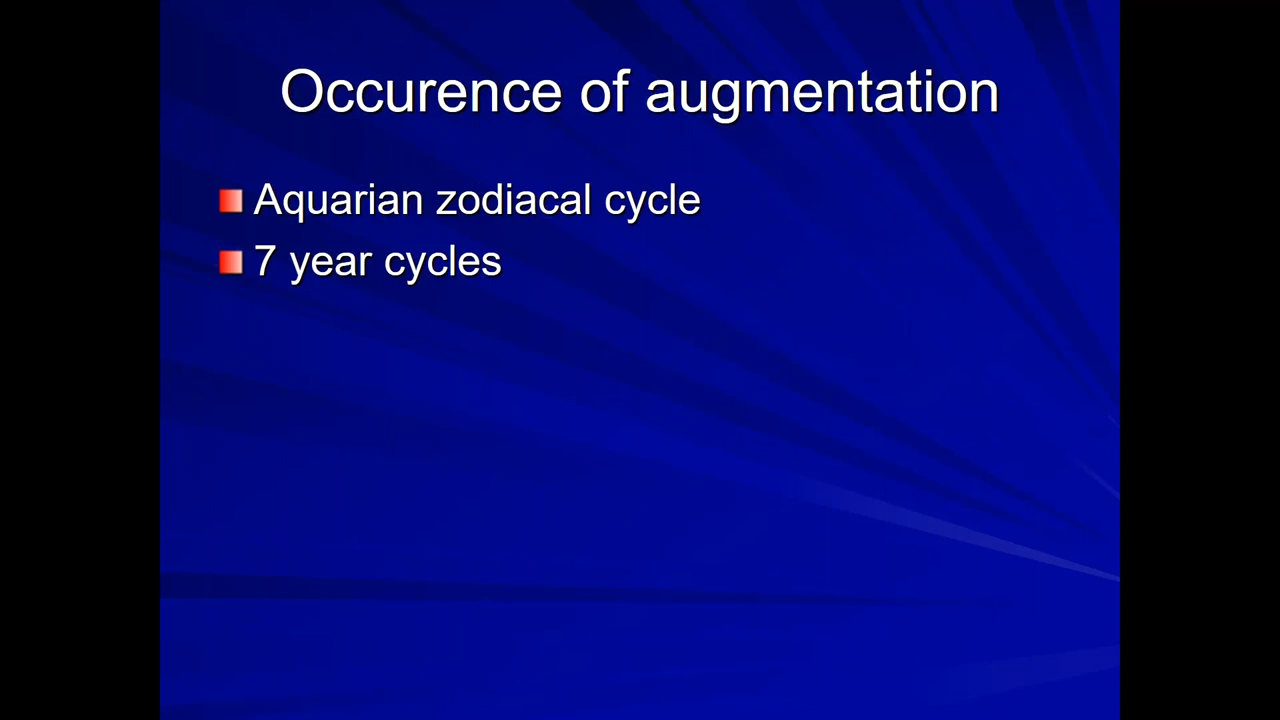 Occurence of augmentation
Aquarian zodiacal cycle
7 year cycles